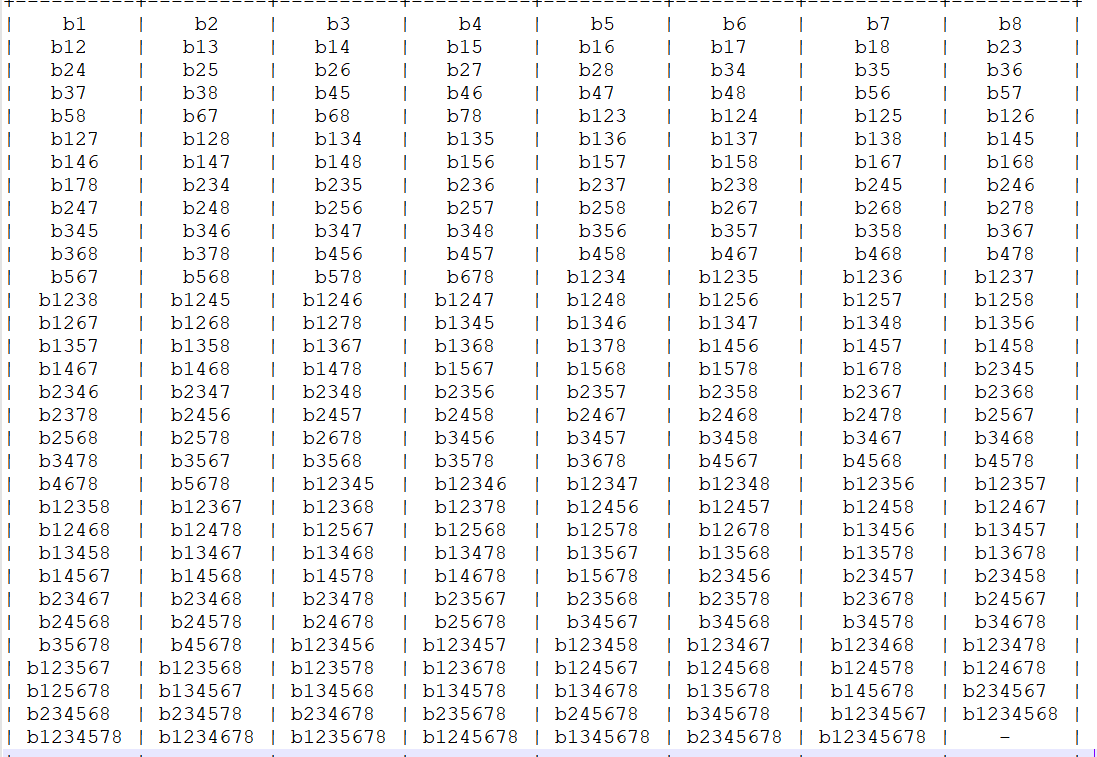 b1 | b2 | b3 | b4 | b5 | b6 | b7 | b8
b12 | b13 | b14 | b15 | b16 | b17 | b18 | b23
b24 | b25 | b26 | b27 | b28 | b34 | b35 | b36
b37 | b38 | b45 | b46 | b47 | b48 | b56 | b57
b58 | b67 | b68 | b78 | b123 | b124 | b125 | b126
b127 | b128 | b134 | b135 | b136 | b137 | b138 | b145
b146 | b147 | b148 | b156 | b157 | b158 | b167 | b168
b178 | b234 | b235 | b236 | b237 | b238 | b245 | b246
b247 | b248 | b256 | b257 | b258 | b267 | b268 | b278
b345 | b346 | b347 | b348 | b356 | b357 | b358 | b367
b368 | b378 | b456 | b457 | b458 | b467 | b468 | b478
b567 | b568 | b578 | b678 | b1234 | b1235 | b1236 | b1237
b1238 | b1245 | b1246 | b1247 | b1248 | b1256 | b1257 | b1258
b1267 | b1268 | b1278 | b1345 | b1346 | b1347 | b1348 | b1356
b1357 | b1358 | b1367 | b1368 | b1378 | b1456 | b1457 | b1458
b1467 | b1468 | b1478 | b1567 | b1568 | b1578 | b1678 | b2345
b2346 | b2347 | b2348 | b2356 | b2357 | b2358 | b2367 | b2368
b2378 | b2456 | b2457 | b2458 | b2467 | b2468 | b2478 | b2567
b2568 | b2578 | b2678 | b3456 | b3457 | b3458 | b3467 | b3468
b3478 | b3567 | b3568 | b3578 | b3678 | b4567 | b4568 | b4578
b4678 | b5678 | b12345 | b12346 | b12347 | b12348 | b12356 | b12357
b12358 | b12367 | b12368 | b12378 | b12456 | b12457 | b12458 | b12467
b12468 | b12478 | b12567 | b12568 | b12578 | b12678 | b13456 | b13457
b13458 | b13467 | b13468 | b13478 | b13567 | b13568 | b13578 | b13678
b14567 | b14568 | b14578 | b14678 | b15678 | b23456 | b23457 | b23458
b23467 | b23468 | b23478 | b23567 | b23568 | b23578 | b23678 | b24567
b24568 | b24578 | b24678 | b25678 | b34567 | b34568 | b34578 | b34678
b35678 | b45678 | b123456 | b123457 | b123458 | b123467 | b123468 | b123478
b123567 | b123568 | b123578 | b123678 | b124567 | b124568 | b124578 | b124678
b125678 | b134567 | b134568 | b134578 | b134678 | b135678 | b145678 | b234567
b234568 | b234578 | b234678 | b235678 | b245678 | b345678 | b1234567 | b1234568
b1234578 | b1234678 | b1235678 | b1245678 | b1345678 | b2345678 | b12345678 | -